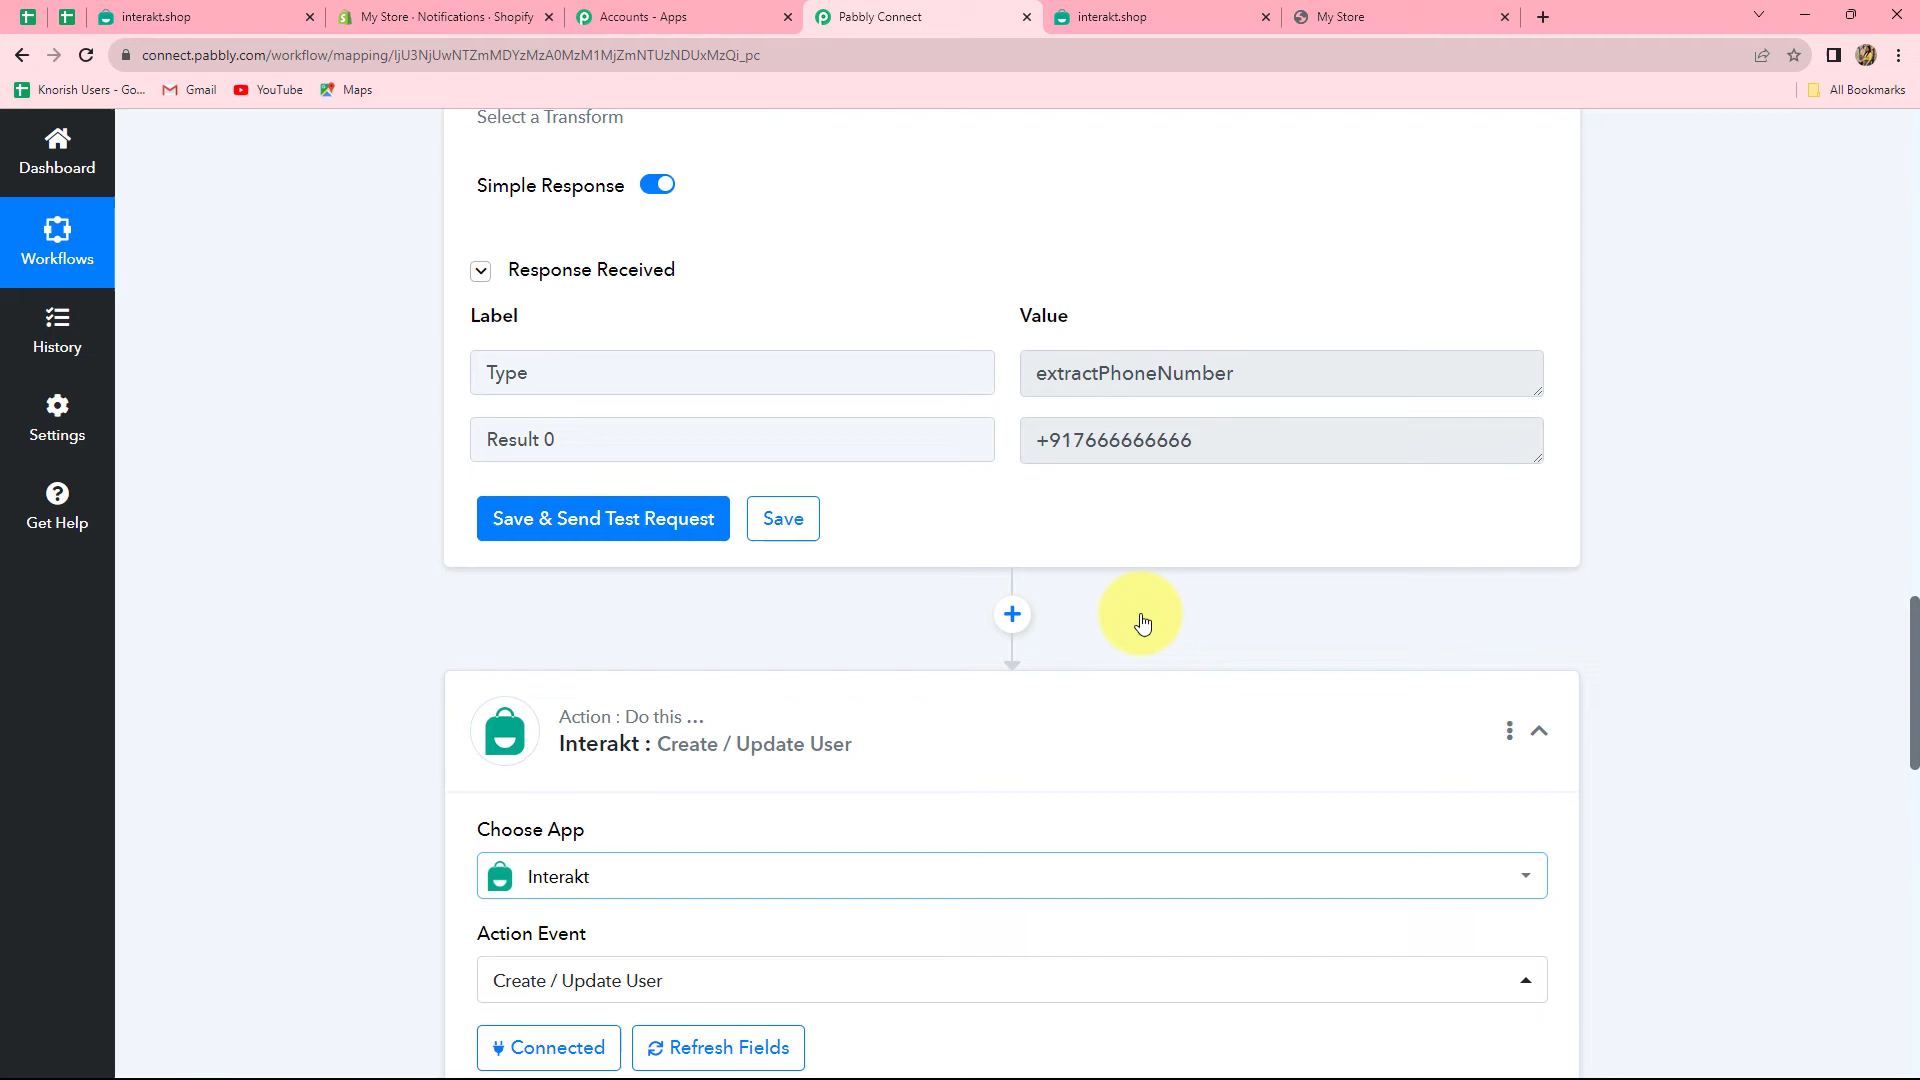 interakt.shop
My Store · Notifications · Shopify
Accounts - Apps
Pabbly Connect
interakt.shop
My Store
connect.pabbly.com/workflow/mapping/IjU3NjUwNTZmMDYzMzA0MzM1MjZmNTUzNDUxMzQi_pc
Knorish Users - Go...
Gmail
YouTube
Maps
All Bookmarks
Dashboard
Workflows
History
Settings
Get Help
Select a Transform
Simple Response
Response Received
Label
Value
Type
extractPhoneNumber
Result 0
+917666666666
Save & Send Test Request
Save
Action : Do this ...
Interakt : Create / Update User
Choose App
Interakt
Action Event
Create / Update User
Connected
Refresh Fields